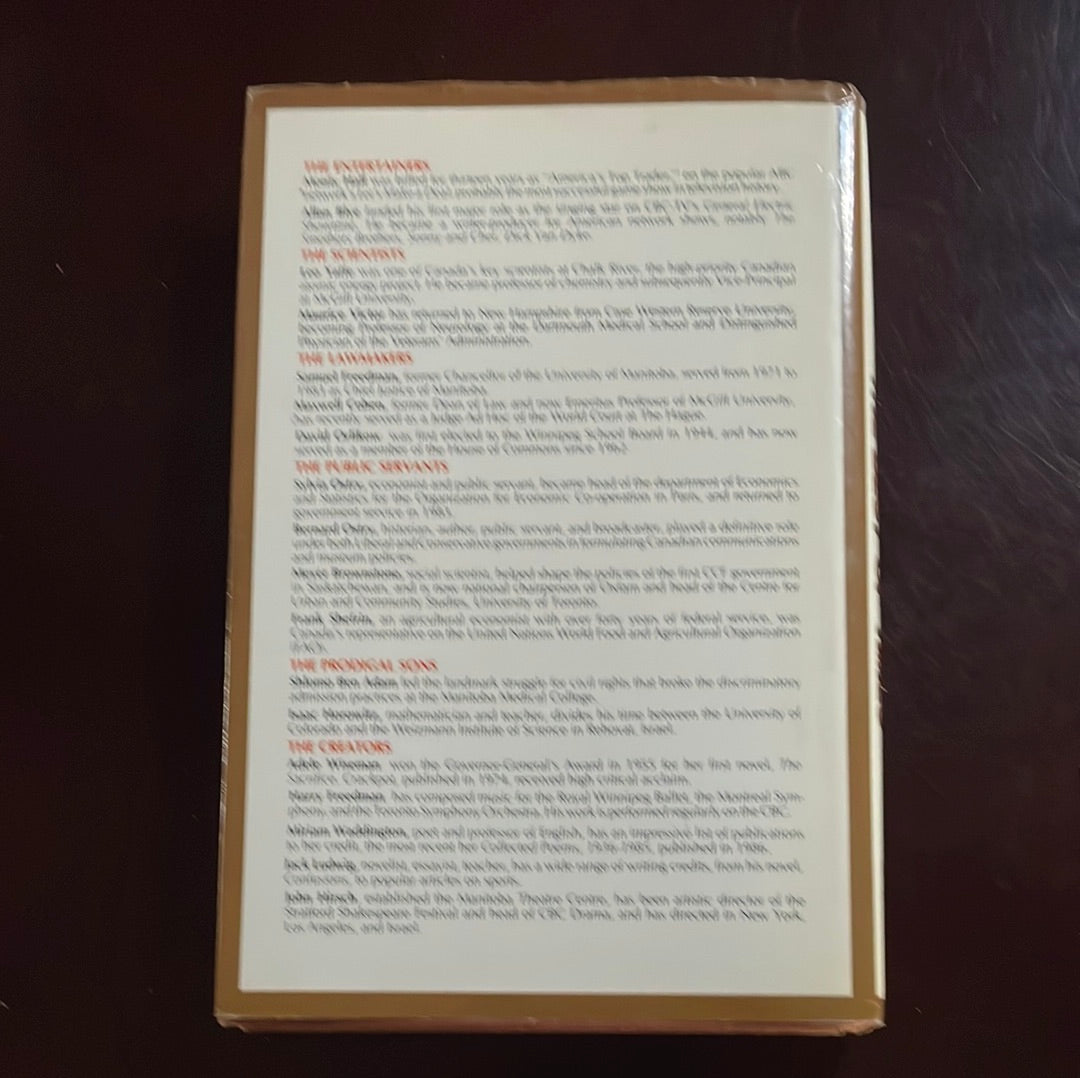 THE ENTERTAINERS
Monty Hall was billed for thirteen years as "America's Top Trader," on the popular ABC
network Let's Make a Deal, probably the most successful game show in television history.
Allan Blye landed his first major role as the singing star on CBC-TV's General Electric
Showtime. He became a writer-producer for American network shows, notably The
Smothers Brothers, Sonny and Cher, Dick Van Dyke.
THE SCIENTISTS
Leo Yaffe was one of Canada's key scientists at Chalk River, the high-priority Canadian
atomic energy project. He became professor of chemistry and subsequently Vice-Principal
at McGill University.
Maurice Victor has returned to New Hampshire from Case Western Reserve University,
becoming Professor of Neurology at the Dartmouth Medical School and Distinguished
Physician of the Veterans' Administration.
THE LAWMAKERS
Samuel Freedman, former Chancellor of the University of Manitoba, served from 1971 to
1983 as Chief Justice of Manitoba.
Maxwell Cohen, former Dean of Law and now Emeritus Professor of McGill University,
has recently served as a Judge Ad Hoc of the World Court at The Hague.
David Orlikow, was first elected to the Winnipeg School Board in 1944, and has now
served as a member of the House of Commons since 1962.
THE PUBLIC SERVANTS
Sylvia Ostry, economist and public servant, became head of the department of Economics
and Statistics for the Organization for Economic Co-operation in Paris, and returned to
government service in 1983.
Bernard Ostry, historian, author, public servant, and broadcaster, played a definitive role
under both Liberal and Conservative governments in formulating Canadian communications
and museum policies.
Meyer Brownstone, social scientist, helped shape the policies of the first CCF government
in Saskatchewan, and is now national chairperson of Oxfam and head of the Centre for
Urban and Community Studies, University of Toronto.
Frank Shefrin, an agricultural economist with over forty years of federal service, was
Canada's representative on the United Nations World Food and Agricultural Organization
(FAO).
THE PRODIGAL SONS
Shlomo Ben Adam led the landmark struggle for civil rights that broke the discriminatory
admission practices at the Manitoba Medical College.
Isaac Horowitz, mathematician and teacher, divides his time between the University of
Colorado and the Weizmann Institute of Science in Rehovat, Israel.
THE CREATORS
Adele Wiseman, won the Governor-General's Award in 1955 for her first novel, The
Sacrifice. Crackpot, published in 1974, received high critical acclaim.
Harry Freedman, has composed music for the Royal Winnipeg Ballet, the Montreal Sym-
phony, and the Toronto Symphony Orchestra. His work is performed regularly on the CBC.
Miriam Waddington, poet and professor of English, has an impressive list of publications
to her credit, the most recent her Collected Poems, 1936-1985, published in 1986.
Jack Ludwig, novelist, essayist, teacher, has a wide range of writing credits, from his novel,
Confusions, to popular articles on sports.
John Hirsch, established the Manitoba Theatre Centre, has been artistic director of the
Stratford Shakespeare Festival and head of CBC Drama, and has directed in New York,
Los Angeles, and Israel.